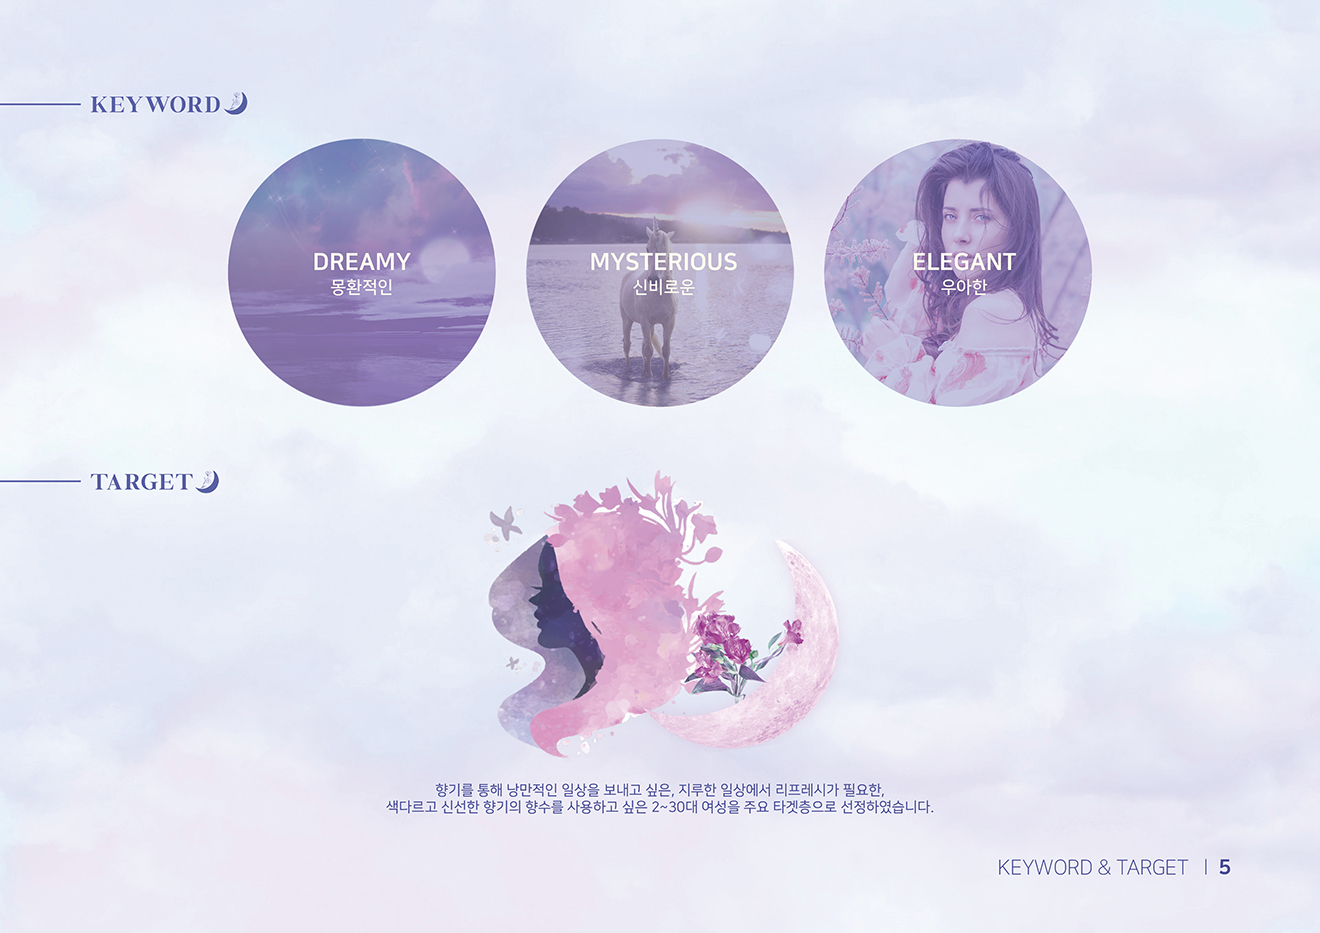 KEYWORD
DREAMY
몽환적인
MYSTERIOUS
신비로운
ELEGANT
우아한
TARGET
향기를 통해 낭만적인 일상을 보내고 싶은, 지루한 일상에서 리프레시가 필요한,
색다르고 신선한 향기의 향수를 사용하고 싶은 2~30대 여성을 주요 타겟층으로 선정하였습니다.
KEYWORD & TARGET | 5